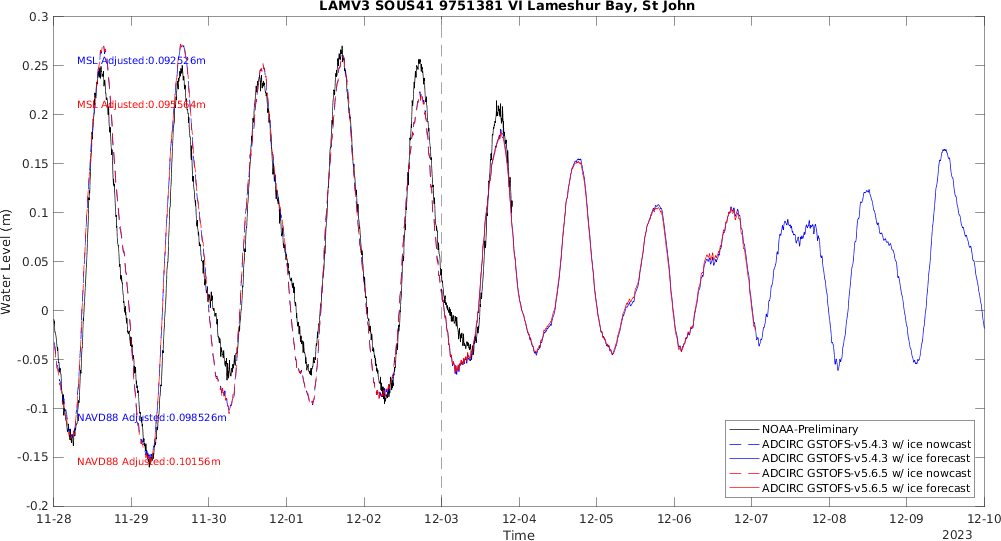 LAMV3 SOUS41 9751381 VI Lameshur Bay, St John
0.3
0.25
0.2
0.15
0.1
0.05
0
-0.05
-0.1
-0.15
-0.2
Water Level (m)
MSL Adjusted:0.092526m
MSL Adjusted:0.095564m
NAVD88 Adjusted:0.098526m
NAVD88 Adjusted:0.10156m
NOAA-Preliminary
ADCIRC GSTOFS-v5.4.3 w/ ice nowcast
ADCIRC GSTOFS-v5.4.3 w/ ice forecast
ADCIRC GSTOFS-v5.6.5 w/ ice nowcast
ADCIRC GSTOFS-v5.6.5 w/ ice forecast
11-28 11-29 11-30 12-01 12-02 12-03 12-04 12-05 12-06 12-07 12-08 12-09 12-10
Time
2023